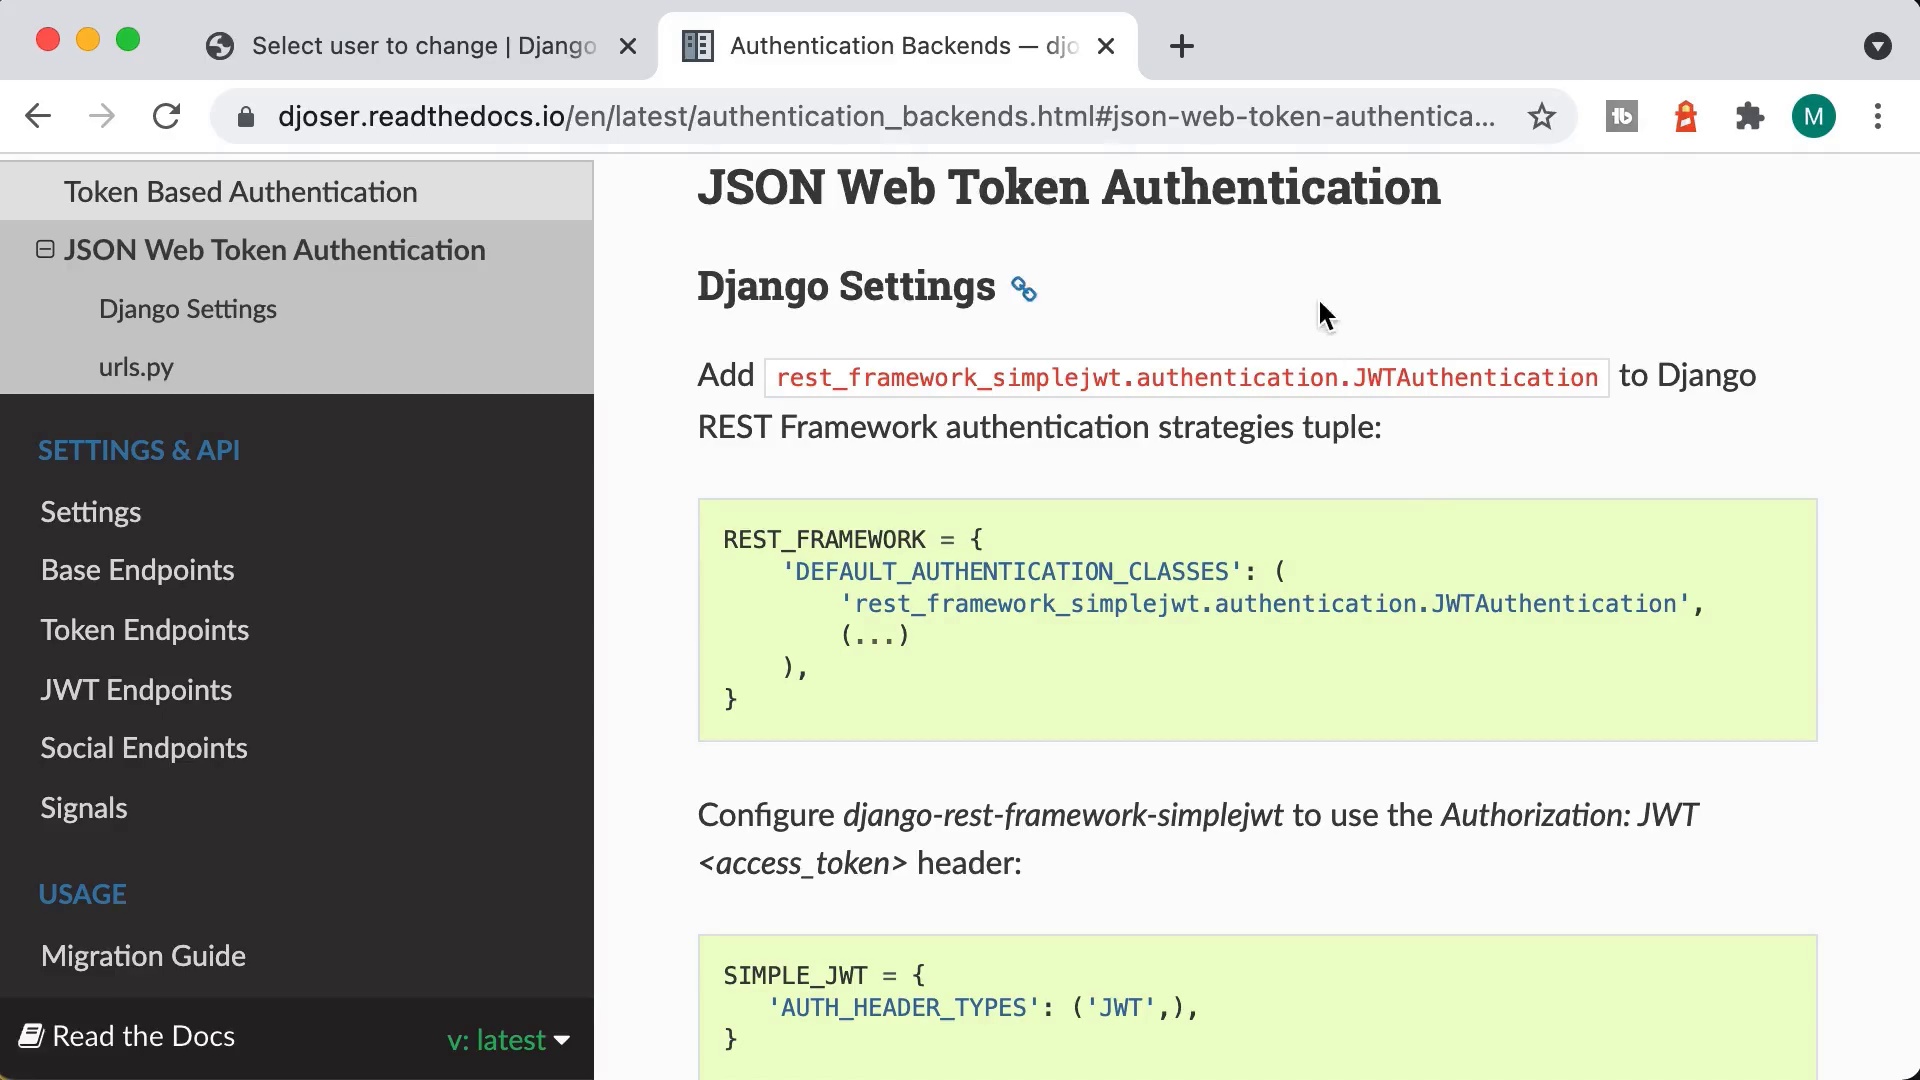 Select user to change | Django
Authentication Backends — djo
djoser.readthedocs.io/en/latest/authentication_backends.html#json-web-token-authentica...
M
Token Based Authentication
JSON Web Token Authentication
Django Settings
urls.py
SETTINGS & API
Settings
Base Endpoints
Token Endpoints
JWT Endpoints
Social Endpoints
Signals
USAGE
Migration Guide
Read the Docs
v: latest
JSON Web Token Authentication
Django Settings
Add rest_framework_simplejwt.authentication.JWTAuthentication to Django
REST Framework authentication strategies tuple:
REST_FRAMEWORK = {
    'DEFAULT_AUTHENTICATION_CLASSES': (
        'rest_framework_simplejwt.authentication.JWTAuthentication',
        (...)
    ),
}
Configure django-rest-framework-simplejwt to use the Authorization: JWT
<access_token> header:
SIMPLE_JWT = {
   'AUTH_HEADER_TYPES': ('JWT',),
}